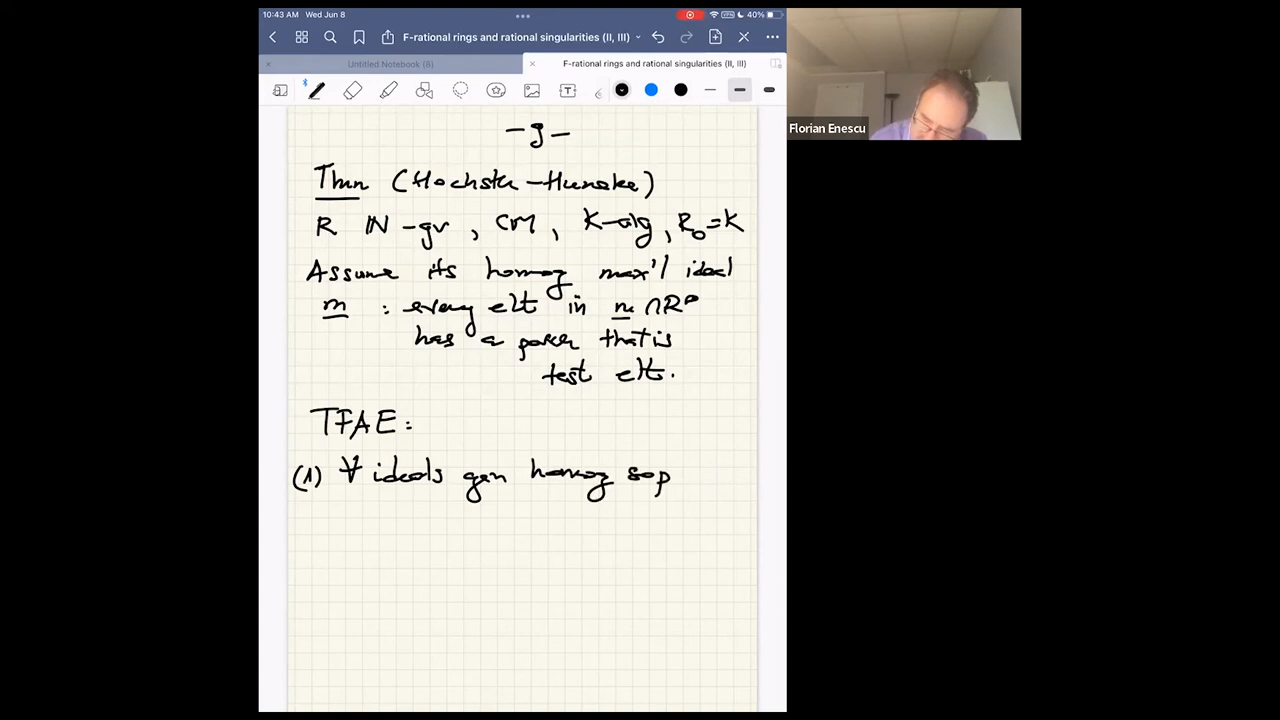 10:43 AM Wed Jun 8
40%
F-rational rings and rational singularities (II, III)
Untitled Notebook (8)
F-rational rings and rational singularities (II, III)
Florian Enescu
Thm (Hochster-Huneke)
R ℕ-gr, CM, K-alg, R₀=K
Assume its homog max'l ideal
m : every elt in m ∩ R⁰
has a power that is
test elt.
TFAE:
(1) ∀ ideals gen homog sop